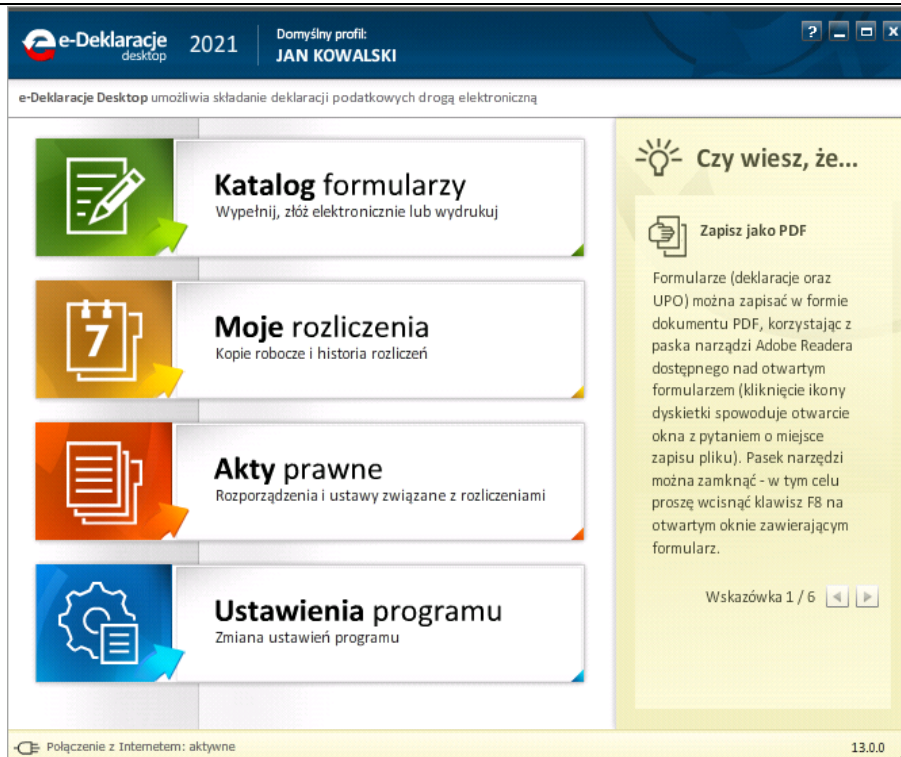 e-Deklaracje
desktop
2021
Domyślny profil:
JAN KOWALSKI
?
e-Deklaracje Desktop umożliwia składanie deklaracji podatkowych drogą elektroniczną
Katalog formularzy
Wypełnij, złóż elektronicznie lub wydrukuj
7
Moje rozliczenia
Kopie robocze i historia rozliczeń
Akty prawne
Rozporządzenia i ustawy związane z rozliczeniami
Ustawienia programu
Zmiana ustawień programu
Czy wiesz, że...
Zapisz jako PDF
Formularze (deklaracje oraz
UPO) można zapisać w formie
dokumentu PDF, korzystając z
paska narzędzi Adobe Readera
dostępnego nad otwartym
formularzem (kliknięcie ikony
dyskietki spowoduje otwarcie
okna z pytaniem o miejsce
zapisu pliku). Pasek narzędzi
można zamknąć - w tym celu
proszę wcisnąć klawisz F8 na
otwartym oknie zawierającym
formularz.
Wskazówka 1 / 6
Połączenie z Internetem: aktywne
13.0.0